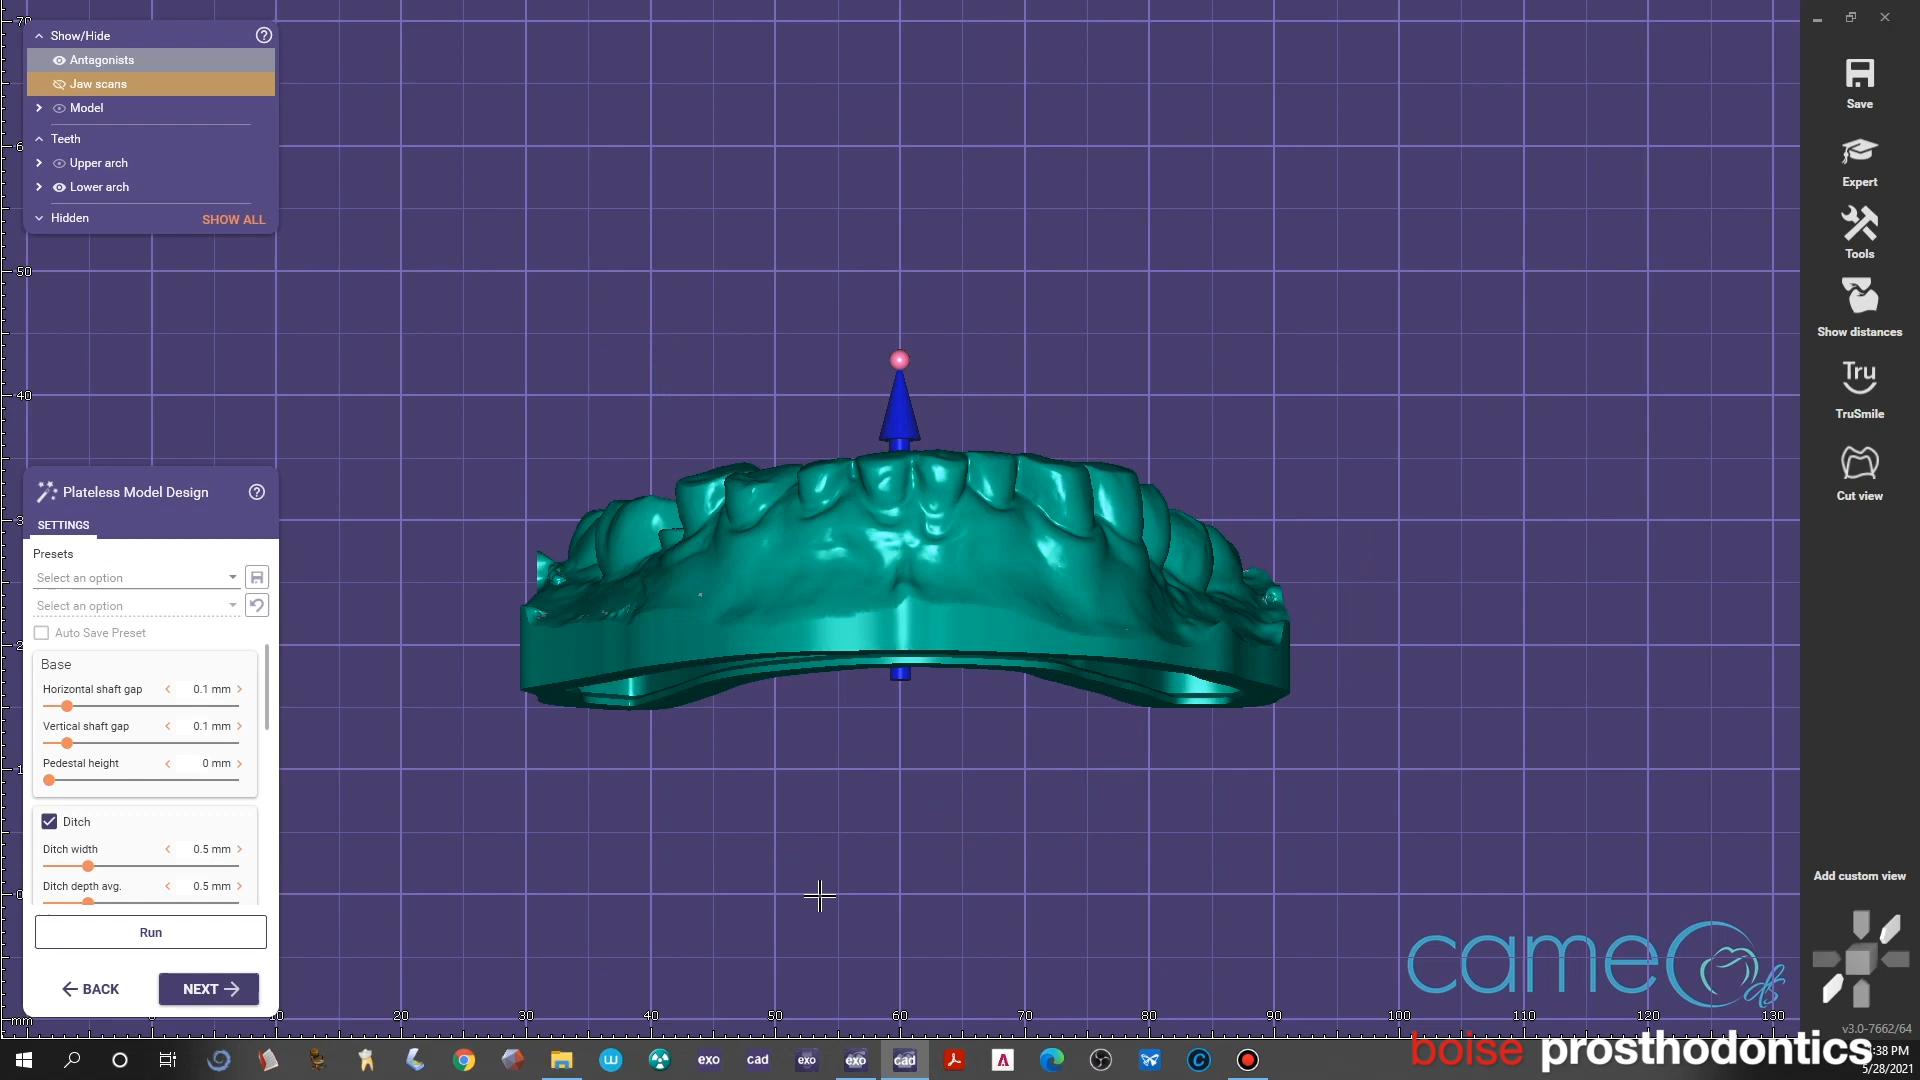 Show/Hide
Antagonists
Jaw scans
Model
Teeth
Upper arch
Lower arch
Hidden SHOW ALL
Plateless Model Design
SETTINGS
Presets
Select an option
Select an option
Auto Save Preset
Base
Horizontal shaft gap 0.1 mm
Vertical shaft gap 0.1 mm
Pedestal height 0 mm
Ditch
Ditch width 0.5 mm
Ditch depth avg. 0.5 mm
Run
BACK NEXT
50
40
mm 20 30 40 50 60 70 80 90 100 110 120 130
Save
Expert
Tools
Show distances
Tru
TruSmile
Cut view
Add custom view
v3.0-7662/64
cameo ds
boise prosthodontics
:38 PM
5/28/2021
exo cad exo exo cad